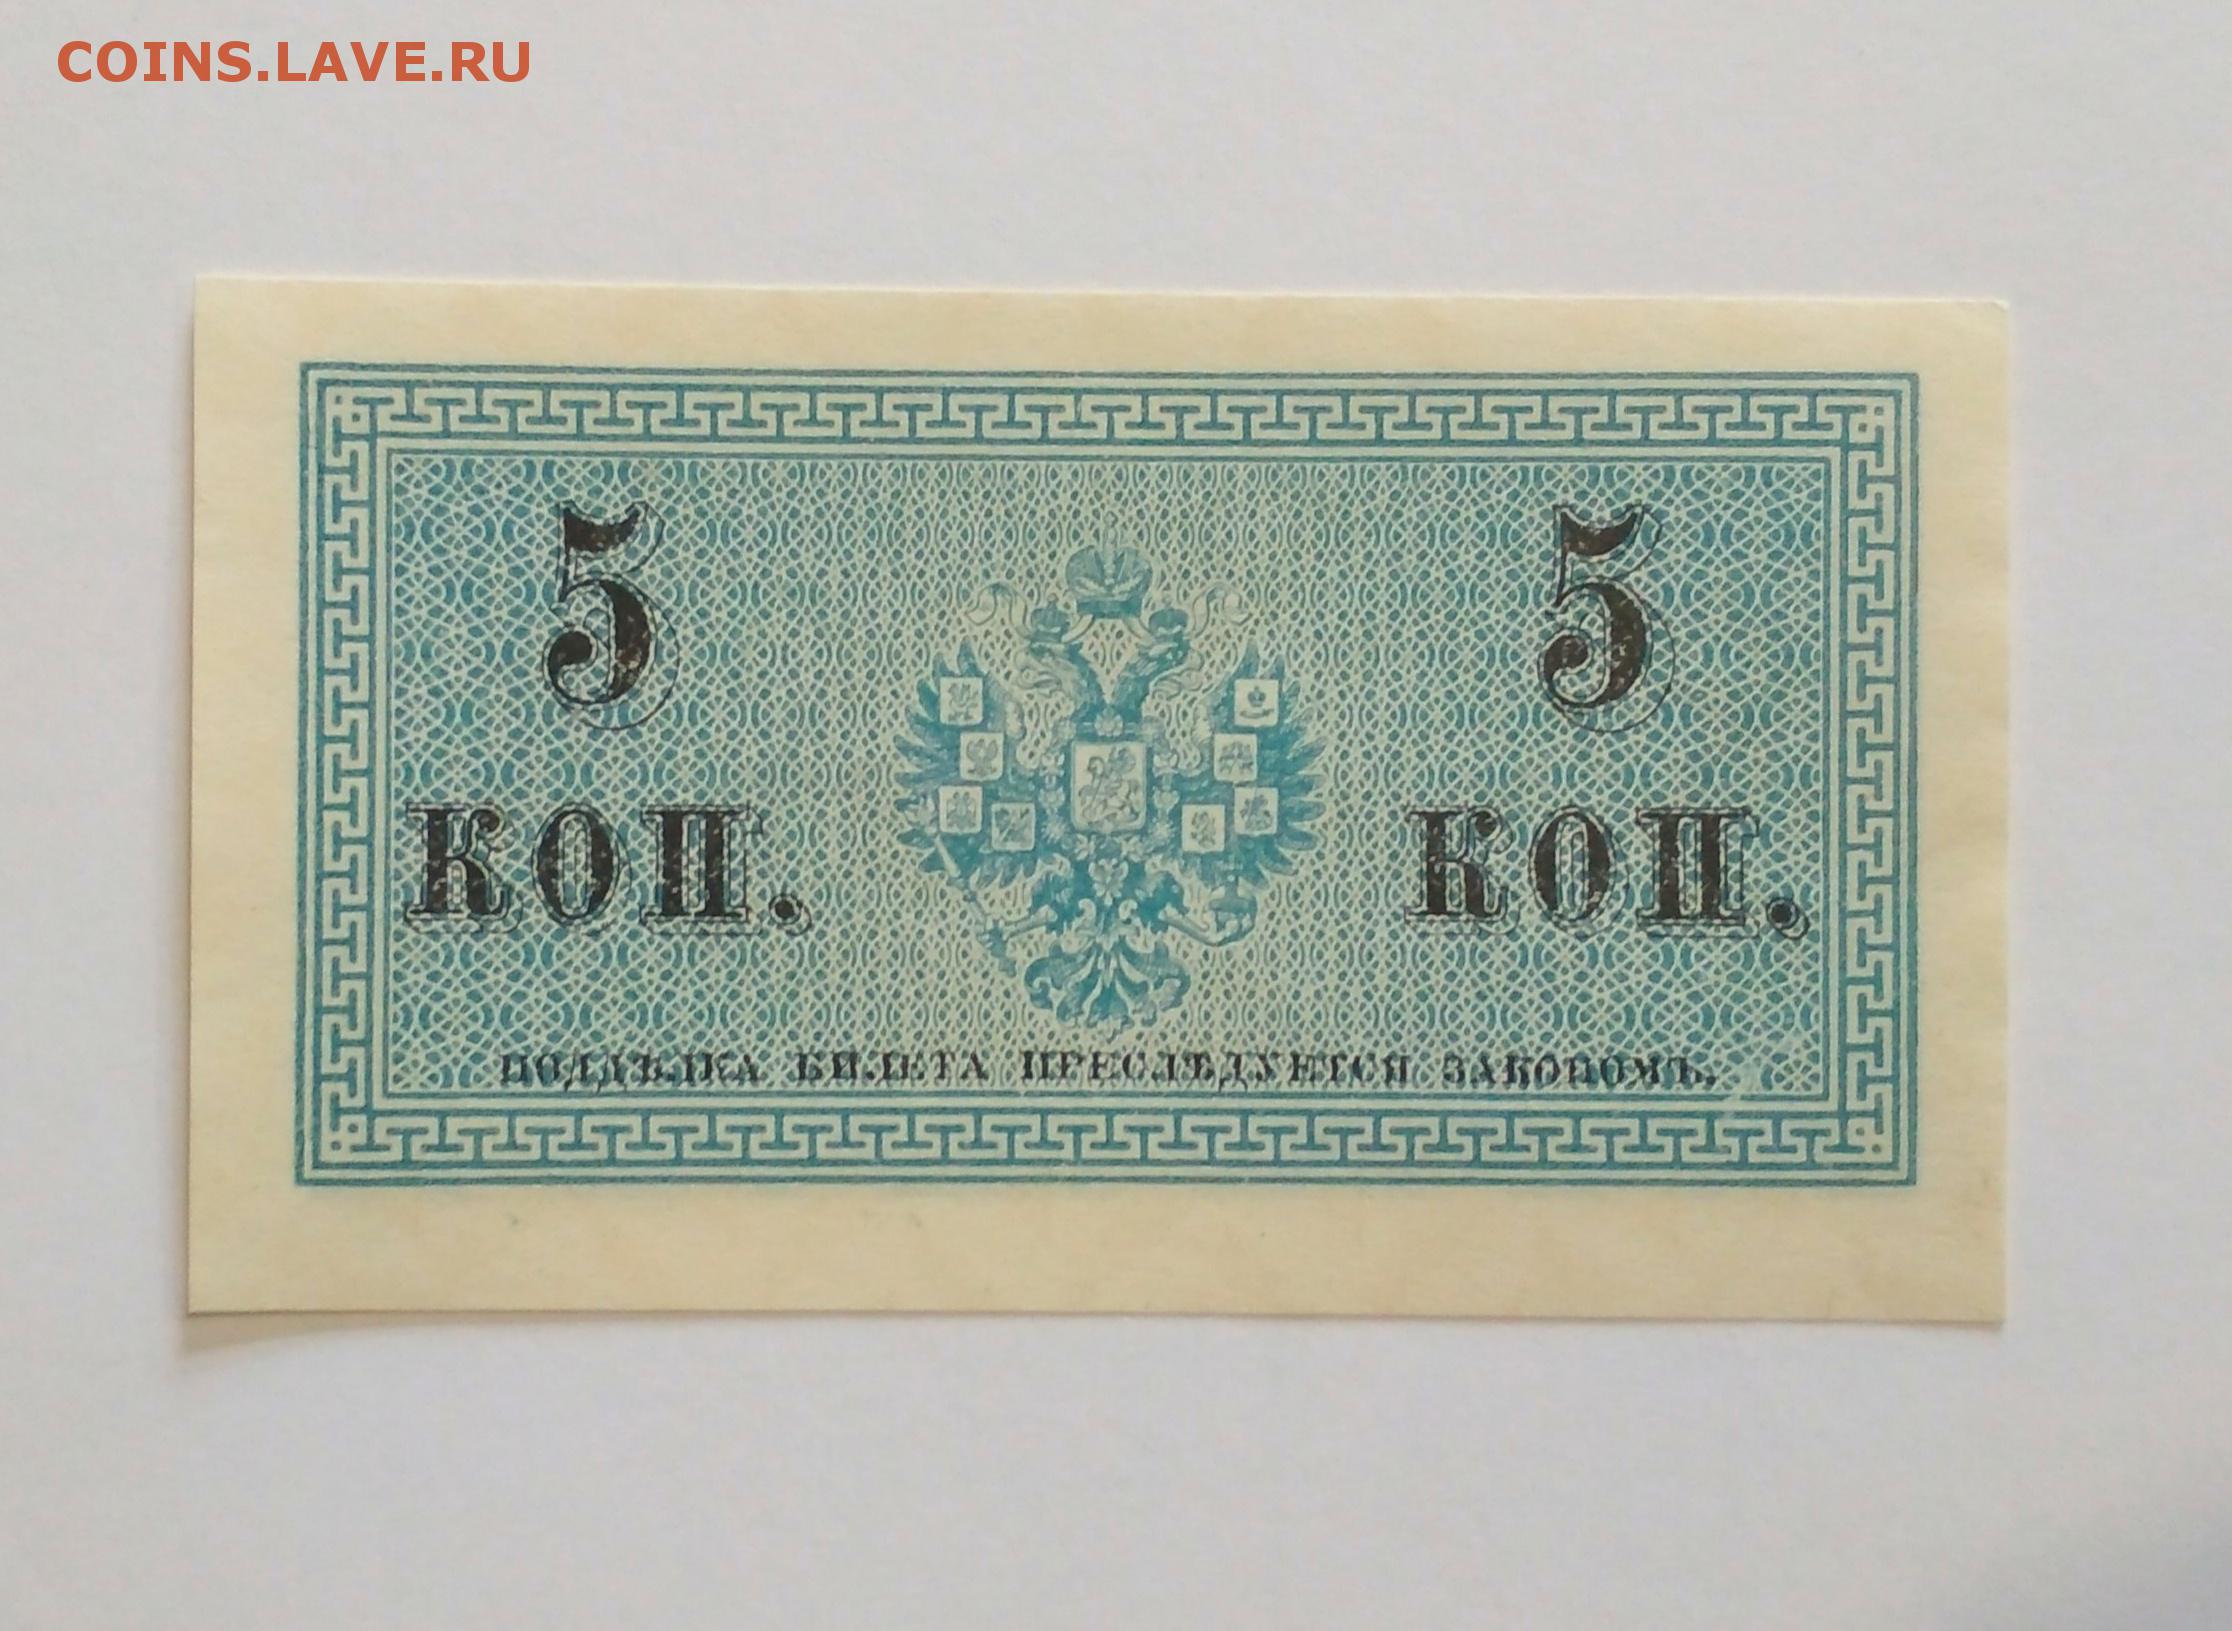 COINS.LAVE.RU
5 5
КОП. КОП.
ПОДДѢЛКА БИЛЕТА ПРЕСЛѢДУЕТСЯ ЗАКОНОМЪ.